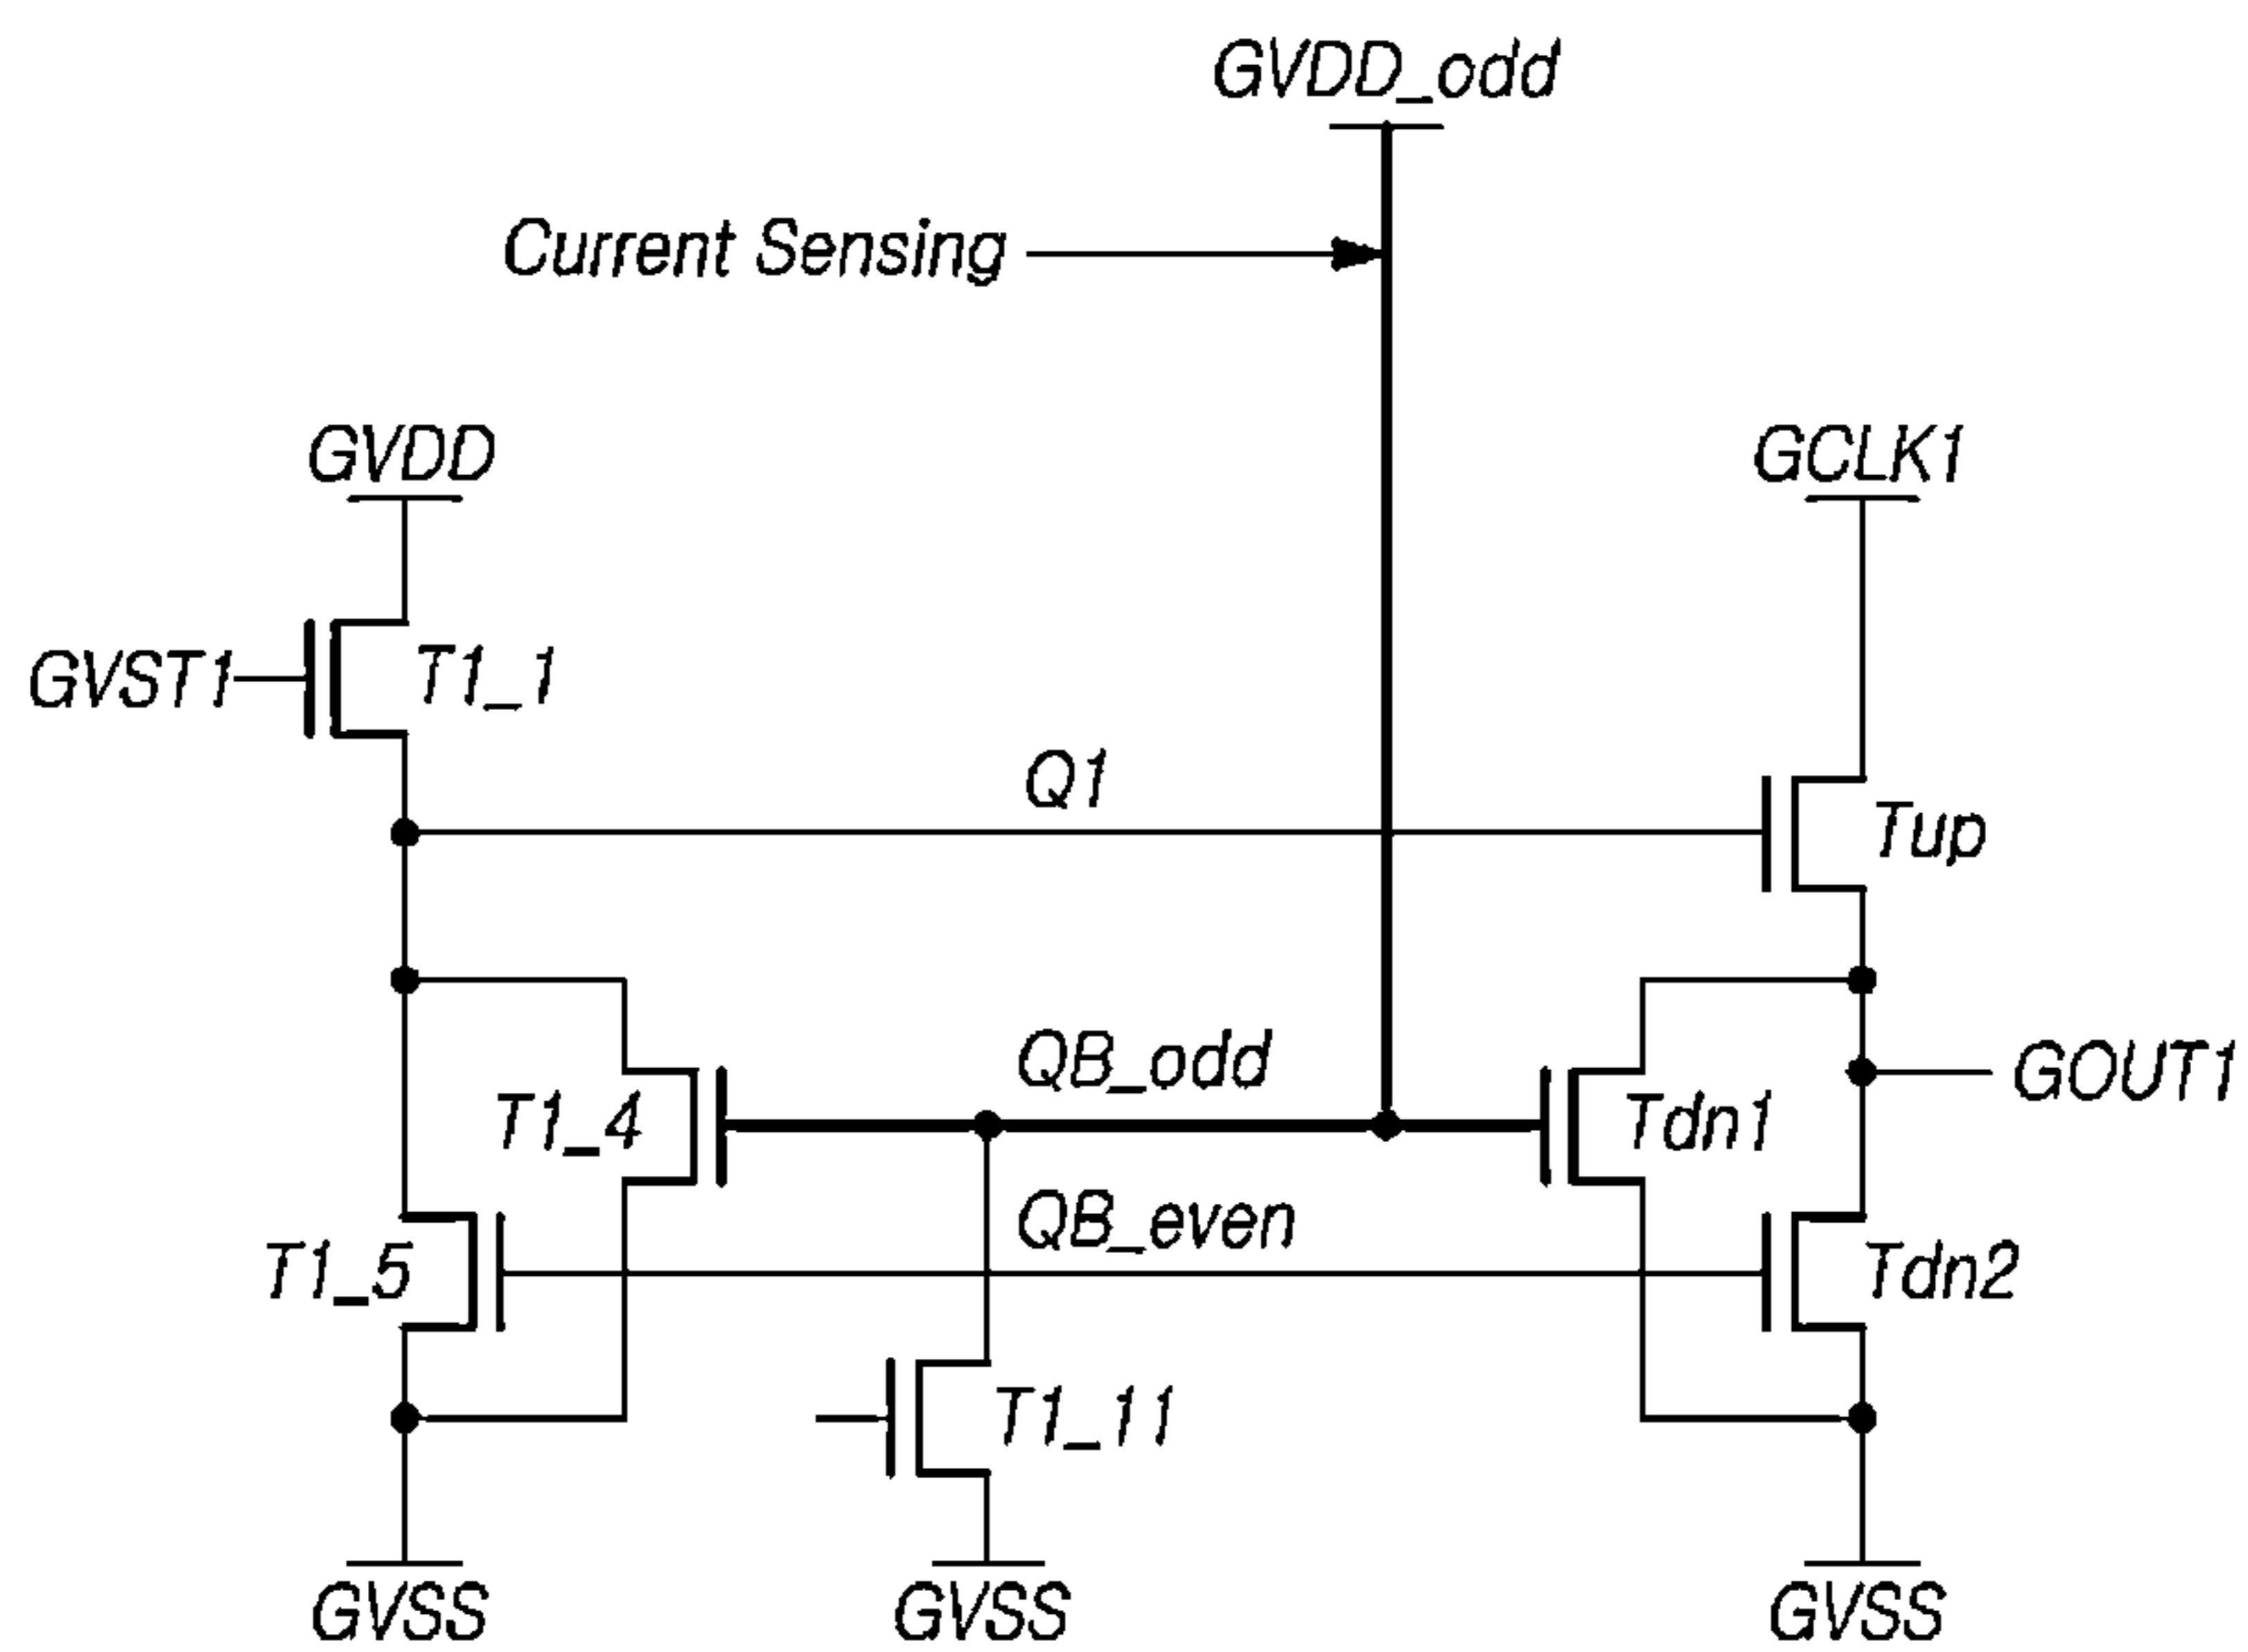 GVDD_odd
Current Sensing
GVDD
GCLK1
GVST1
T1_1
Q1
Tup
QB_odd
GOUT1
T1_4
Tdn1
QB_even
T1_5
Tdn2
T1_11
GVSS
GVSS
GVSS